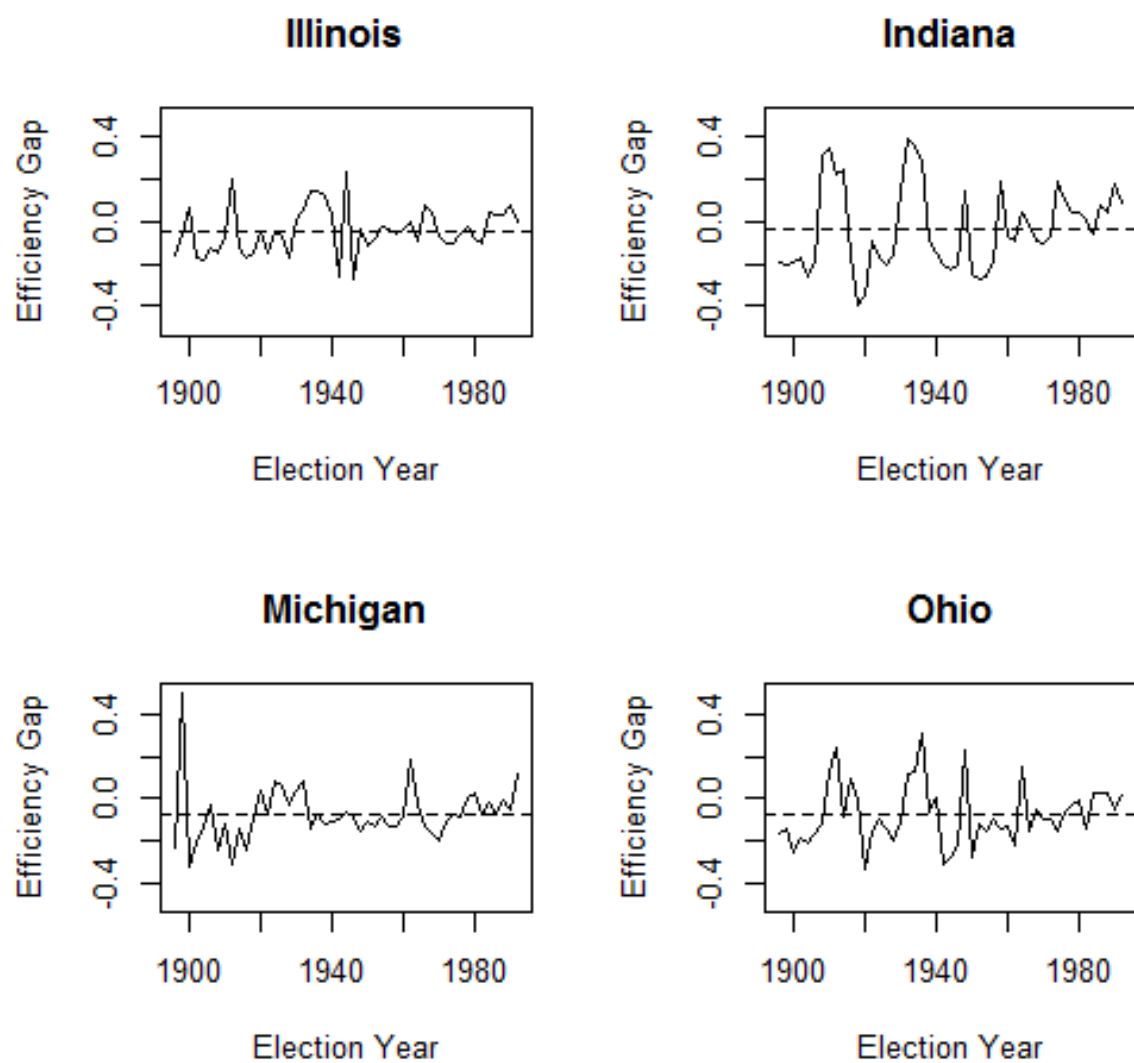 Illinois
Efficiency Gap
0.4
0.0
-0.4
1900 1940 1980
Election Year
Indiana
Efficiency Gap
0.4
0.0
-0.4
1900 1940 1980
Election Year
Michigan
Efficiency Gap
0.4
0.0
-0.4
1900 1940 1980
Election Year
Ohio
Efficiency Gap
0.4
0.0
-0.4
1900 1940 1980
Election Year